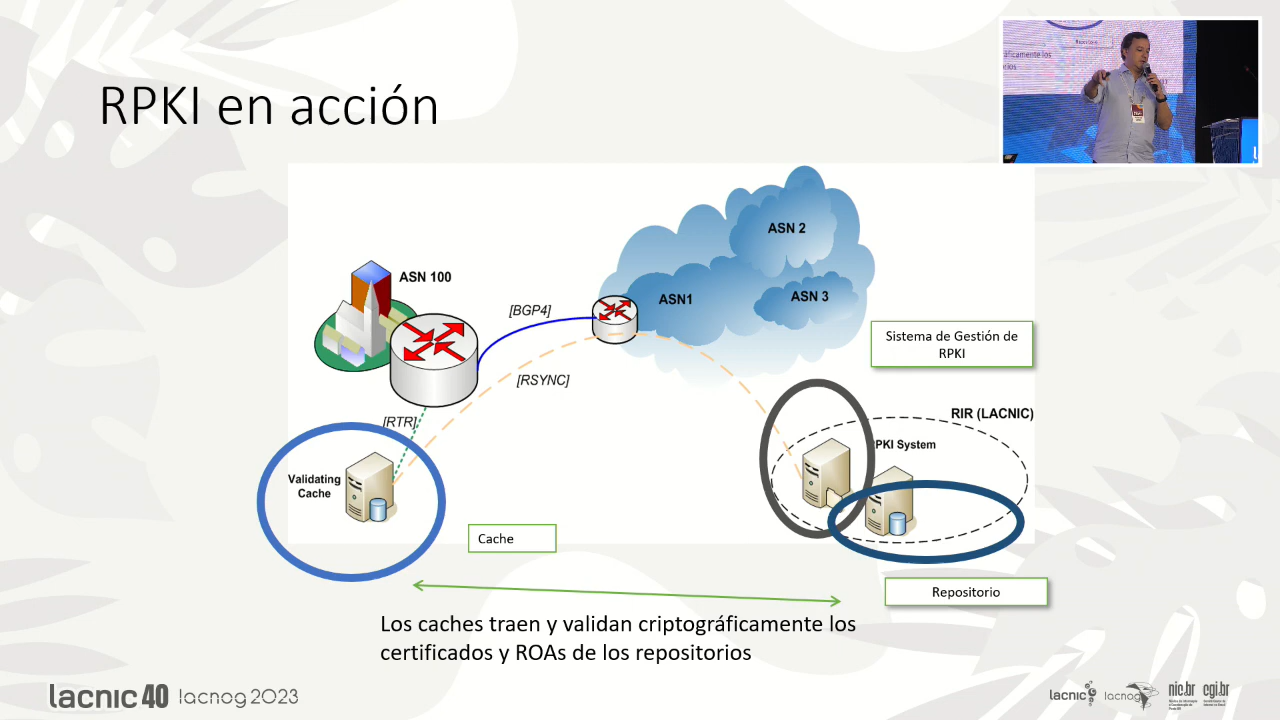 RPKI en acción
ASN 100
[BGP4]
[RSYNC]
[RTR]
ASN 2
ASN1
ASN 3
Sistema de Gestión de
RPKI
RIR (LACNIC)
RPKI System
Validating
Cache
Cache
Repositorio
Los caches traen y validan criptográficamente los
certificados y ROAs de los repositorios
lacnic 40 lacnog 2023
lacnic lacnog nic.br cgi.br